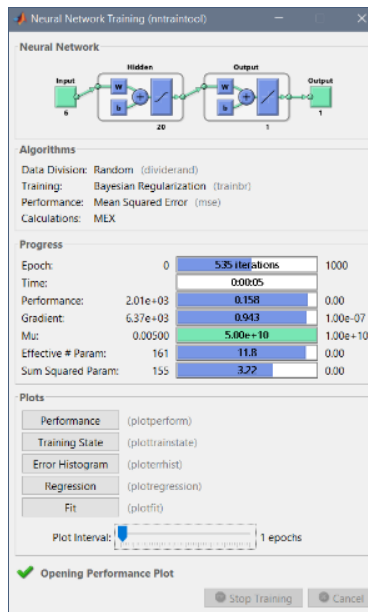 Neural Network Training (nntraintool)
Neural Network
Hidden Output
Input Output
W W
b b
6 20 1 1
Algorithms
Data Division: Random (dividerand)
Training: Bayesian Regularization (trainbr)
Performance: Mean Squared Error (mse)
Calculations: MEX
Progress
Epoch: 0 535 iterations 1000
Time: 0:00:05
Performance: 2.01e+03 0.158 0.00
Gradient: 6.37e+03 0.943 1.00e-07
Mu: 0.00500 5.00e+10 1.00e+10
Effective # Param: 161 11.8 0.00
Sum Squared Param: 155 3.22 0.00
Plots
Performance (plotperform)
Training State (plottrainstate)
Error Histogram (ploterrhist)
Regression (plotregression)
Fit (plotfit)
Plot Interval: 1 epochs
Opening Performance Plot
Stop Training Cancel